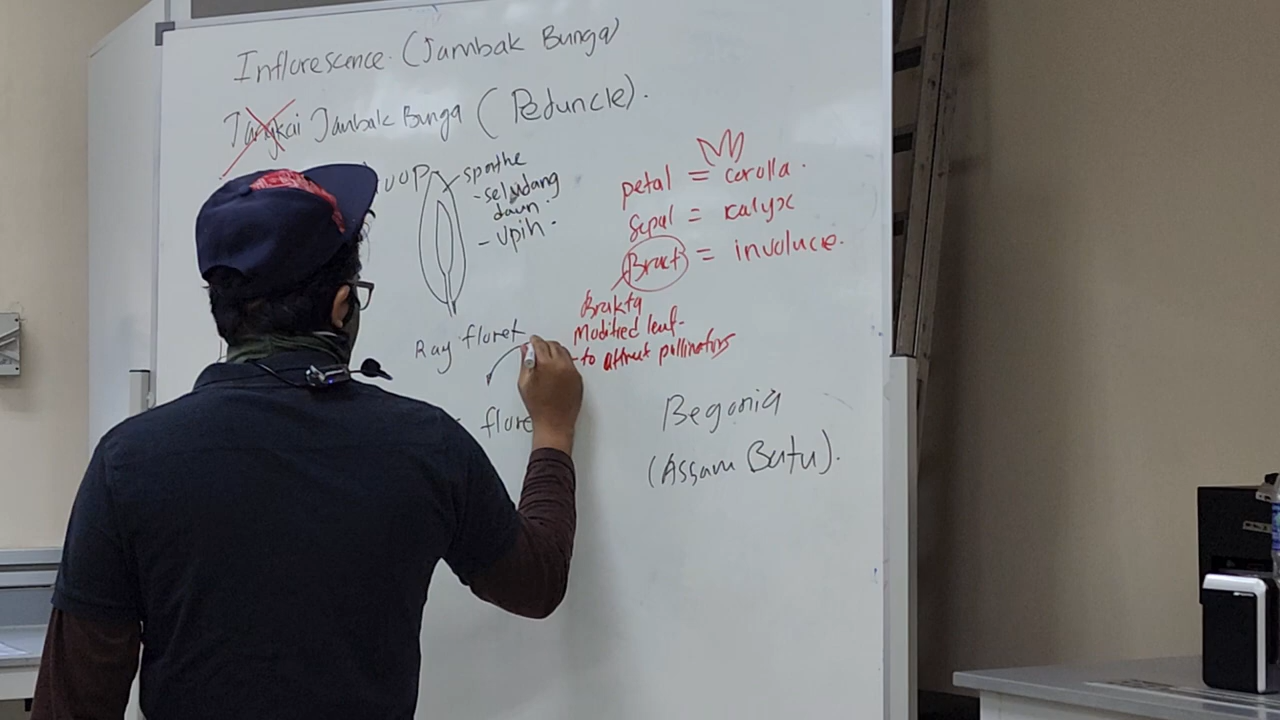 Inflorescence. (Jambak Bunga)
Tangkai Jambak Bunga (Peduncle).
spathe
- seludang
daun.
- upih.
petal = corolla.
Sepal = kalyx
Bract = involucre.
Brakta
Modified leaf
- to attract pollinators
Ray floret
floret
Begonia
(Assam Batu).